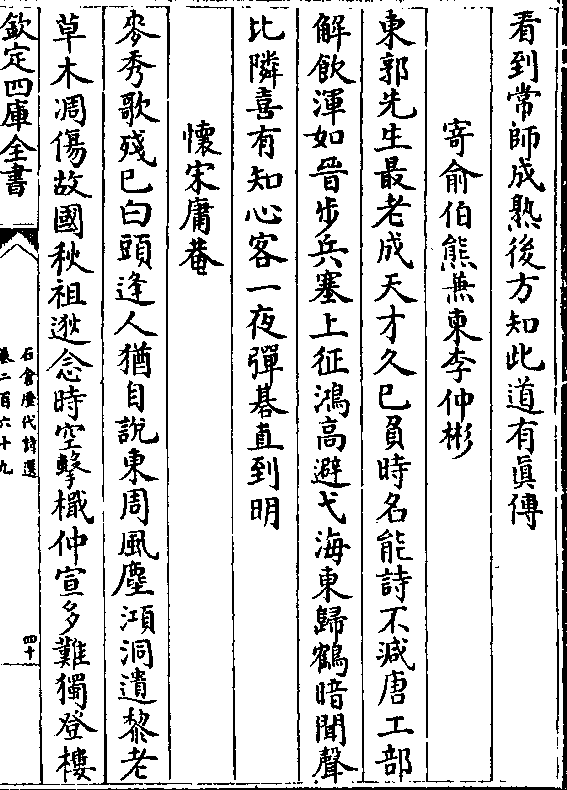 看到常師成熟後方知此道有眞傳
寄俞伯熊兼柬李仲彬
東郭先生最老成天才久已負時名能詩不減唐工部
解飲渾如晉步兵塞上征鴻高避弋海東歸鶴暗聞聲
比隣喜有知心客一夜彈棊直到明
懷宋庸菴
麥秀歌殘已白頭逢人猶自說東周風塵澒洞遺黎老
草木凋傷故國秋祖逖念時空擊檝仲宣多難獨登樓
欽定四庫全書
石倉歷代詩選
卷二百六十九
四十